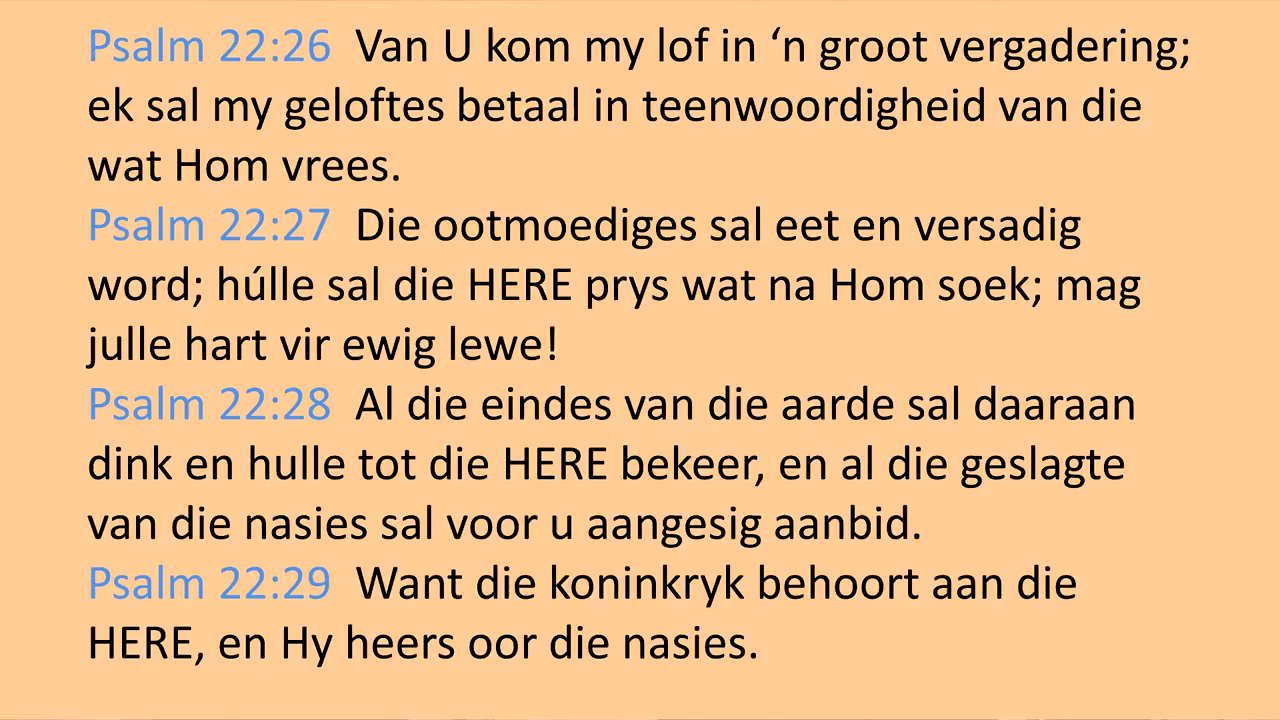 Psalm 22:26  Van U kom my lof in ‘n groot vergadering;
ek sal my geloftes betaal in teenwoordigheid van die
wat Hom vrees.
Psalm 22:27  Die ootmoediges sal eet en versadig
word; húlle sal die HERE prys wat na Hom soek; mag
julle hart vir ewig lewe!
Psalm 22:28  Al die eindes van die aarde sal daaraan
dink en hulle tot die HERE bekeer, en al die geslagte
van die nasies sal voor u aangesig aanbid.
Psalm 22:29  Want die koninkryk behoort aan die
HERE, en Hy heers oor die nasies.